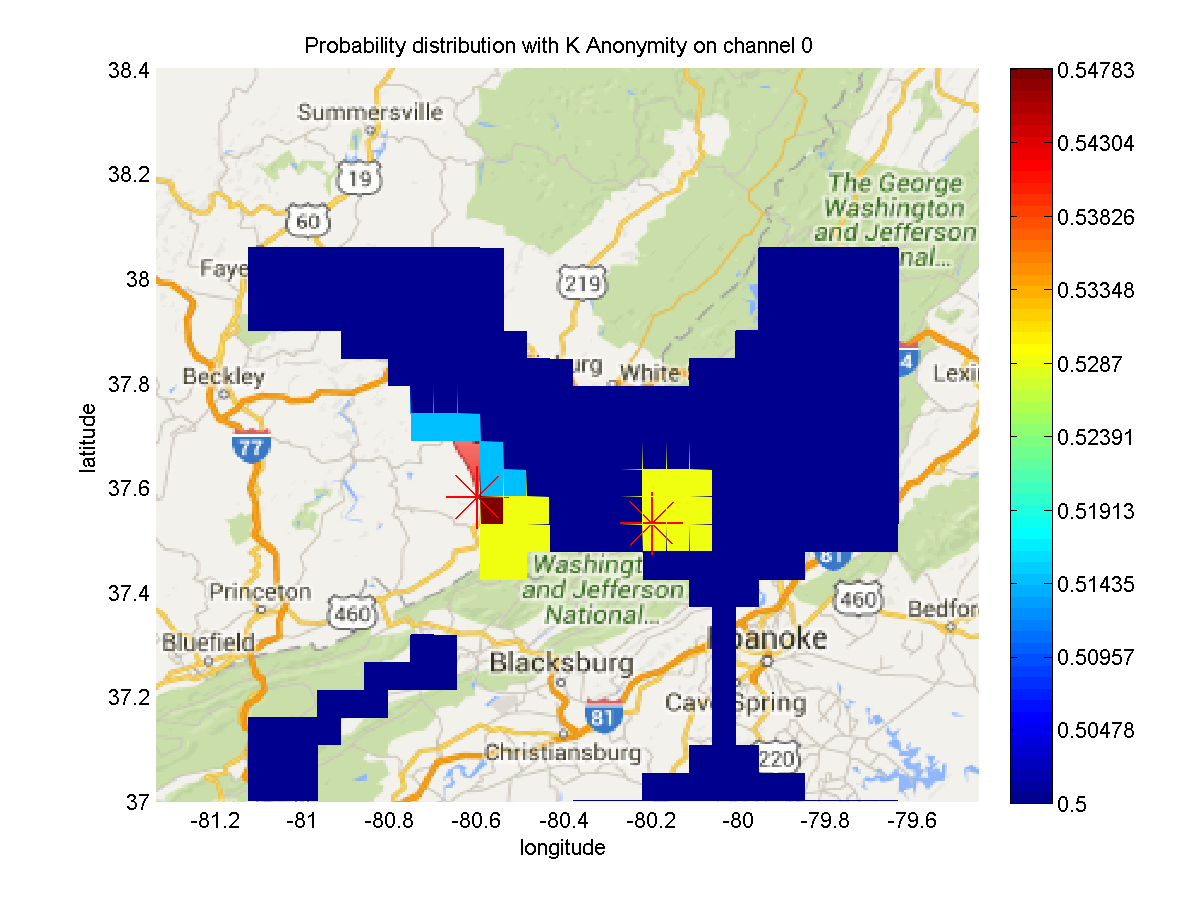 Probability distribution with K Anonymity on channel 0
38.4
38.2
38
37.8
37.6
37.4
37.2
37
latitude
-81.2
-81
-80.8
-80.6
-80.4
-80.2
-80
-79.8
-79.6
longitude
0.54783
0.54304
0.53826
0.53348
0.5287
0.52391
0.51913
0.51435
0.50957
0.50478
0.5
Summersville
19
60
The George
Washington
and Jefferson
nal...
Faye
219
burg
White
4
Beckley
Lexi
77
81
Washingt
and Jefferson
National...
Princeton
460
460
Bedfor
Bluefield
Roanoke
Blacksburg
81
Cave Spring
Christiansburg
220